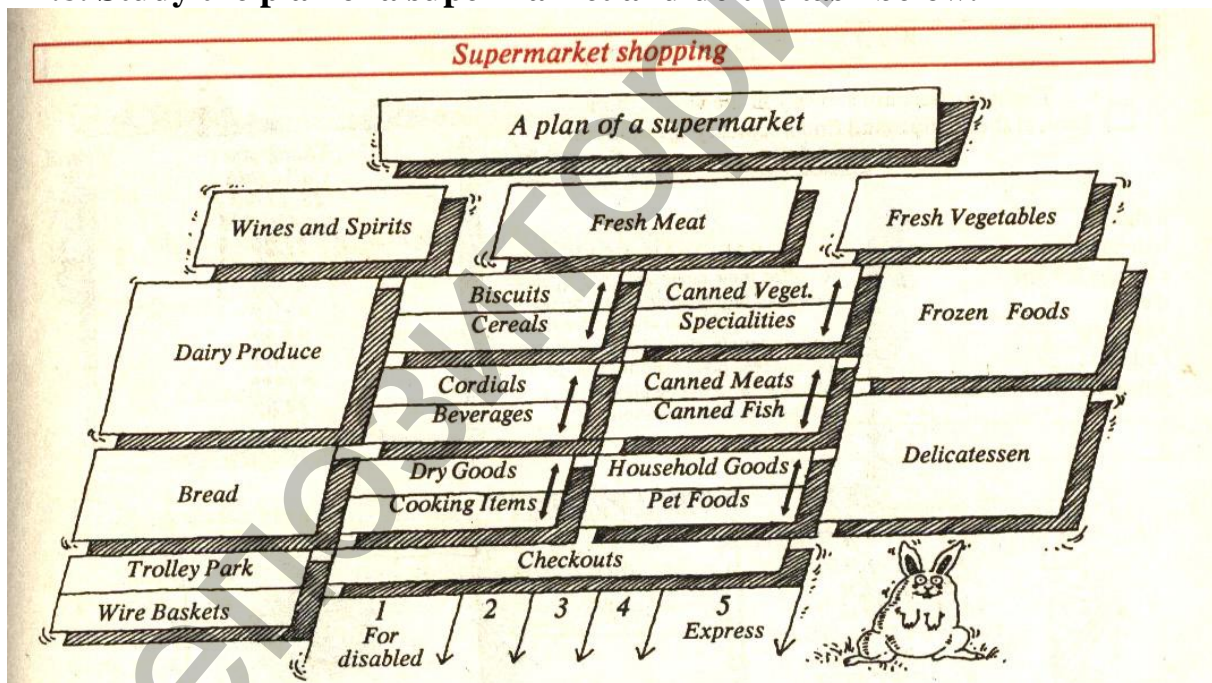 Supermarket shopping
A plan of a supermarket
Wines and Spirits
Fresh Meat
Fresh Vegetables
Dairy Produce
Biscuits
Cereals
Canned Veget.
Specialities
Frozen Foods
Cordials
Beverages
Canned Meats
Canned Fish
Bread
Dry Goods
Cooking Items
Household Goods
Pet Foods
Delicatessen
Trolley Park
Wire Baskets
Checkouts
1
For
disabled
2
3
4
5
Express